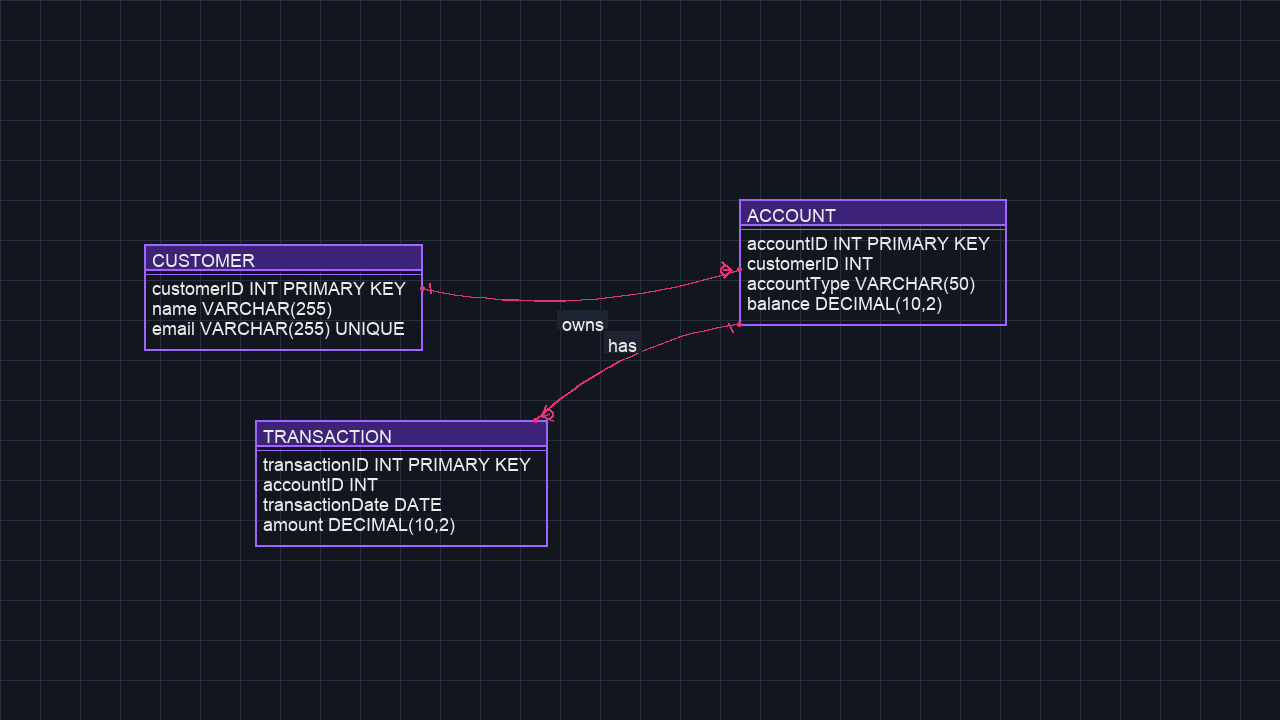 CUSTOMER
customerID INT PRIMARY KEY
name VARCHAR(255)
email VARCHAR(255) UNIQUE
ACCOUNT
accountID INT PRIMARY KEY
customerID INT
accountType VARCHAR(50)
balance DECIMAL(10,2)
owns
has
TRANSACTION
transactionID INT PRIMARY KEY
accountID INT
transactionDate DATE
amount DECIMAL(10,2)